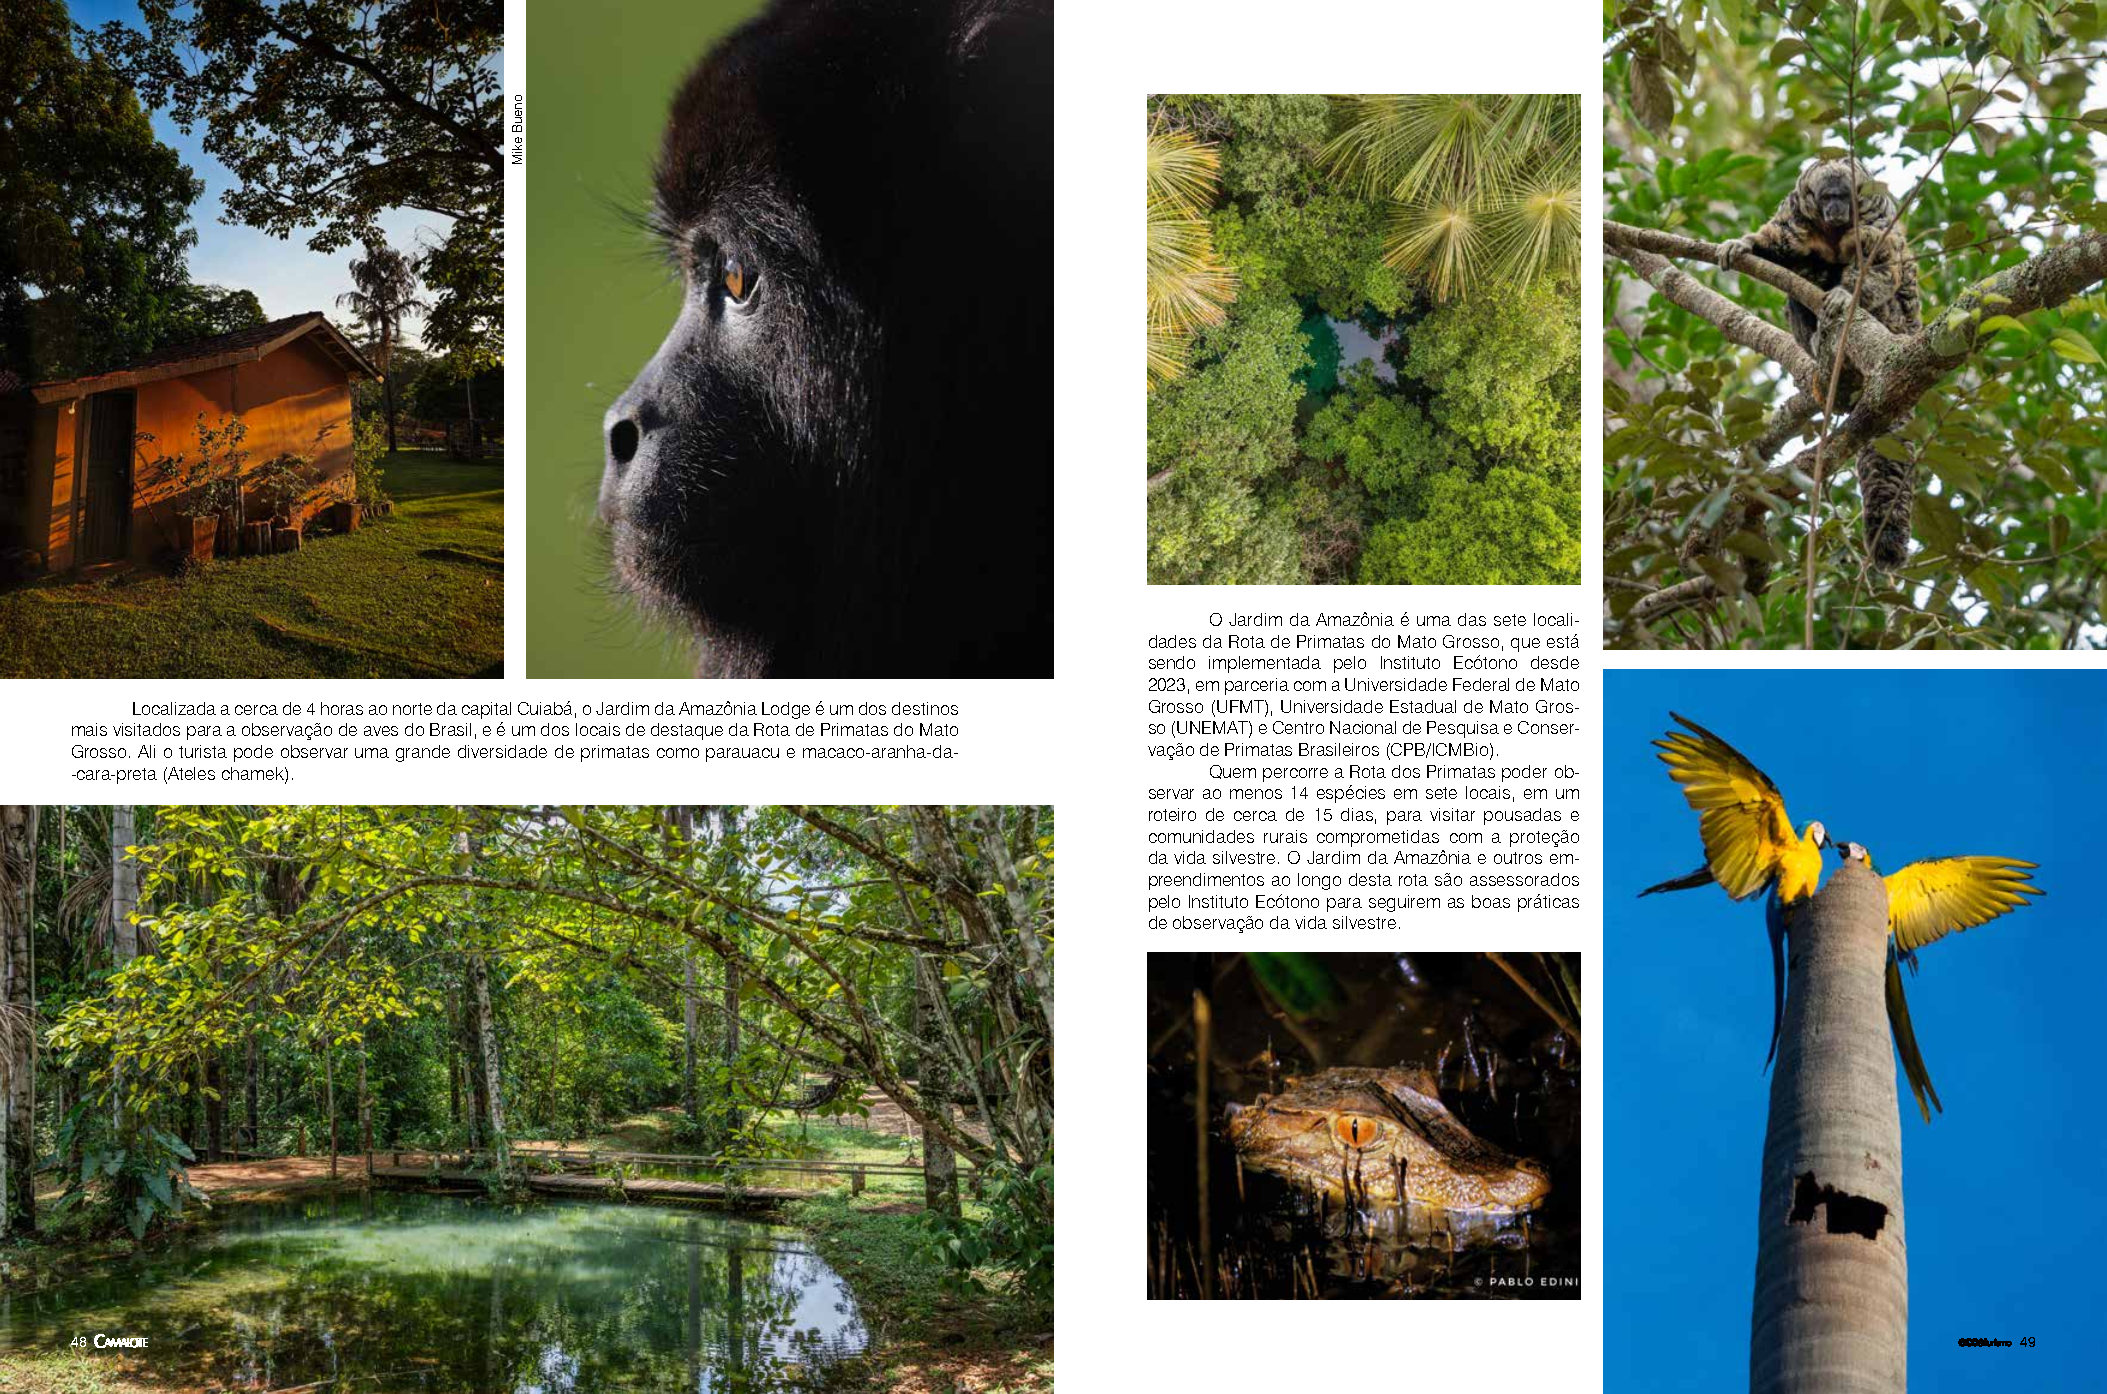 Mike Bueno
Localizada a cerca de 4 horas ao norte da capital Cuiabá, o Jardim da Amazônia Lodge é um dos destinos
mais visitados para a observação de aves do Brasil, e é um dos locais de destaque da Rota de Primatas do Mato
Grosso. Ali o turista pode observar uma grande diversidade de primatas como parauacu e macaco-aranha-da-
-cara-preta (Ateles chamek).
48 CAMALOTE
O Jardim da Amazônia é uma das sete locali-
dades da Rota de Primatas do Mato Grosso, que está
sendo implementada pelo Instituto Ecótono desde
2023, em parceria com a Universidade Federal de Mato
Grosso (UFMT), Universidade Estadual de Mato Gros-
so (UNEMAT) e Centro Nacional de Pesquisa e Conser-
vação de Primatas Brasileiros (CPB/ICMBio).
Quem percorre a Rota dos Primatas poder ob-
servar ao menos 14 espécies em sete locais, em um
roteiro de cerca de 15 dias, para visitar pousadas e
comunidades rurais comprometidas com a proteção
da vida silvestre. O Jardim da Amazônia e outros em-
preendimentos ao longo desta rota são assessorados
pelo Instituto Ecótono para seguirem as boas práticas
de observação da vida silvestre.
© PABLO EDINI
49